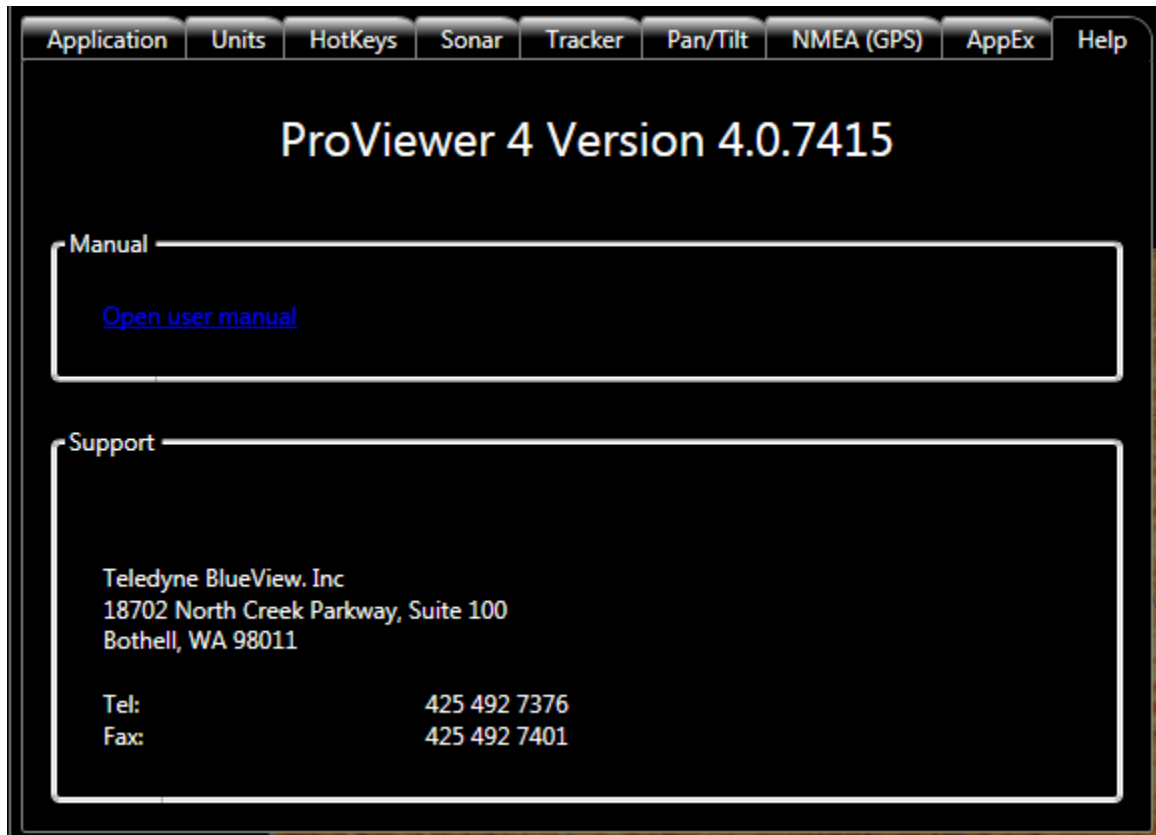 Application Units HotKeys Sonar Tracker Pan/Tilt NMEA (GPS) AppEx Help
ProViewer 4 Version 4.0.7415
Manual
Open user manual
Support
Teledyne BlueView. Inc
18702 North Creek Parkway, Suite 100
Bothell, WA 98011
Tel: 425 492 7376
Fax: 425 492 7401